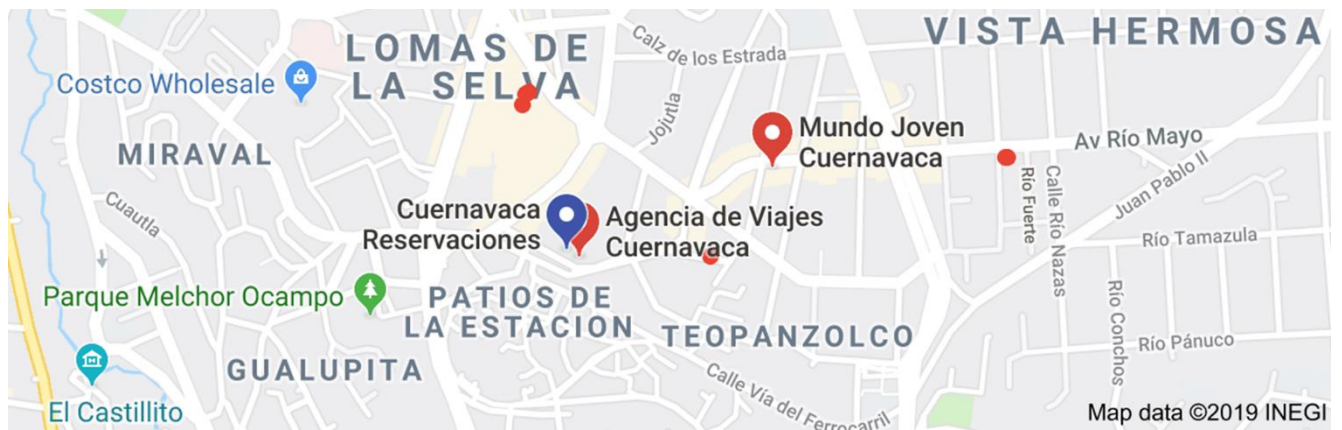 LOMAS DE
LA SELVA
VISTA HERMOSA
Calz de los Estrada
Costco Wholesale
Jojutla
Mundo Joven
Cuernavaca
Av Río Mayo
MIRAVAL
Juan Pablo II
Río Fuerte
Calle Río Nazas
Cuautla
Cuernavaca
Reservaciones
Agencia de Viajes
Cuernavaca
Río Tamazula
Parque Melchor Ocampo
PATIOS DE
LA ESTACION
TEOPANZOLCO
Río Conchos
Río Pánuco
GUALUPITA
Calle Vía del Ferrocarril
El Castillito
Map data ©2019 INEGI